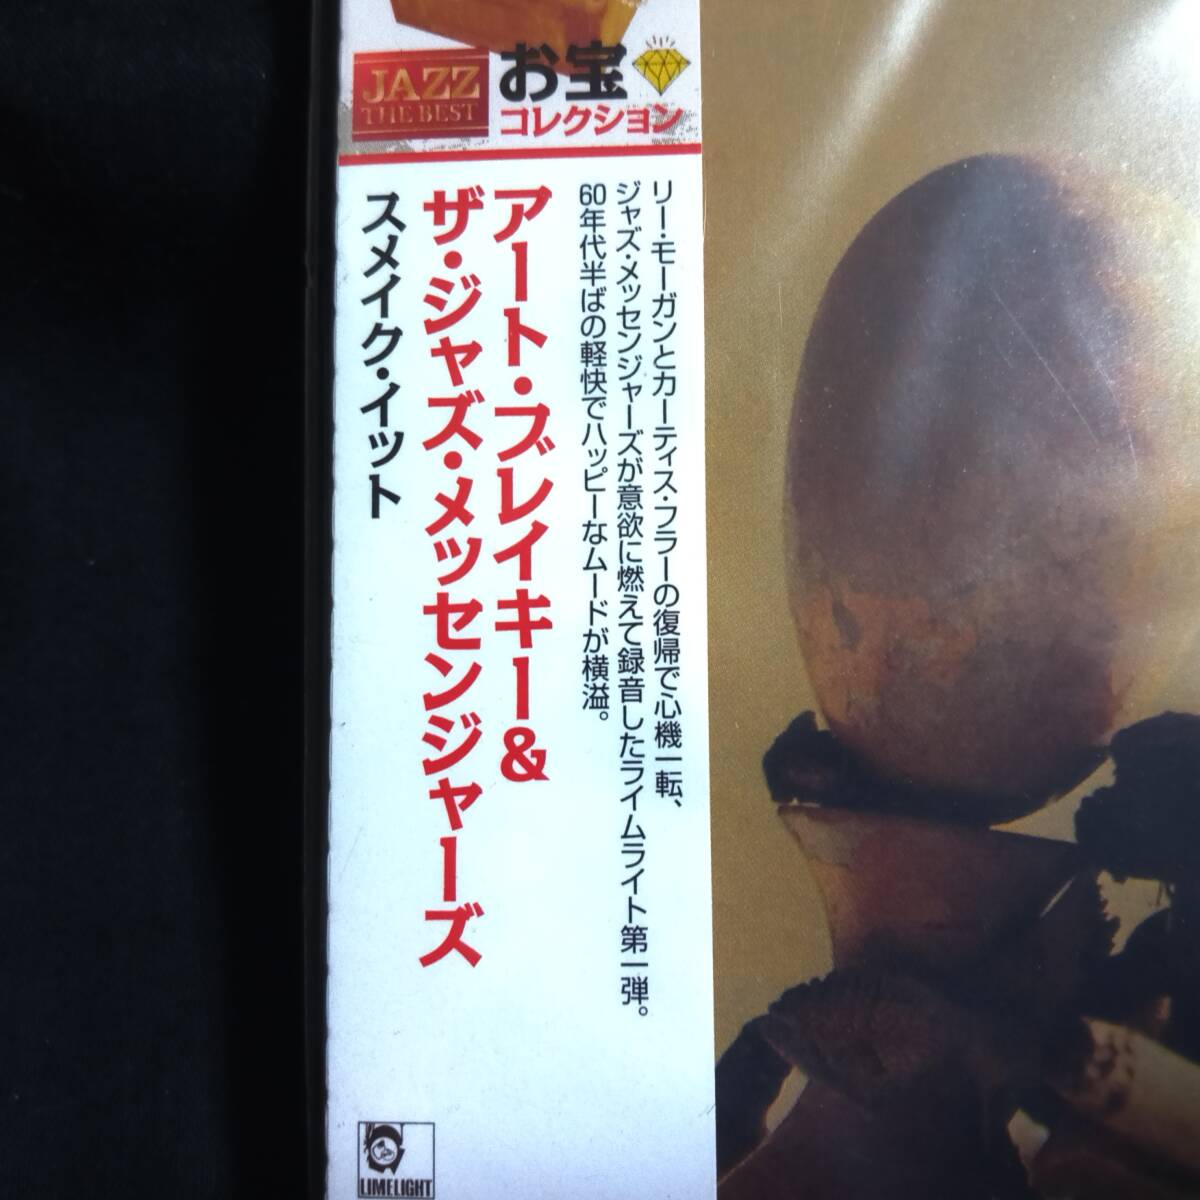 JAZZ
THE BEST
お宝
コレクション
リー・モーガンとカーティス・フラーの復帰で心機一転、
ジャズ・メッセンジャーズが意欲に燃えて録音したライムライト第一弾。
60年代半ばの軽快でハッピーなムードが横溢。
アート・ブレイキー&
ザ・ジャズ・メッセンジャーズ
スメイク・イット
LIMELIGHT